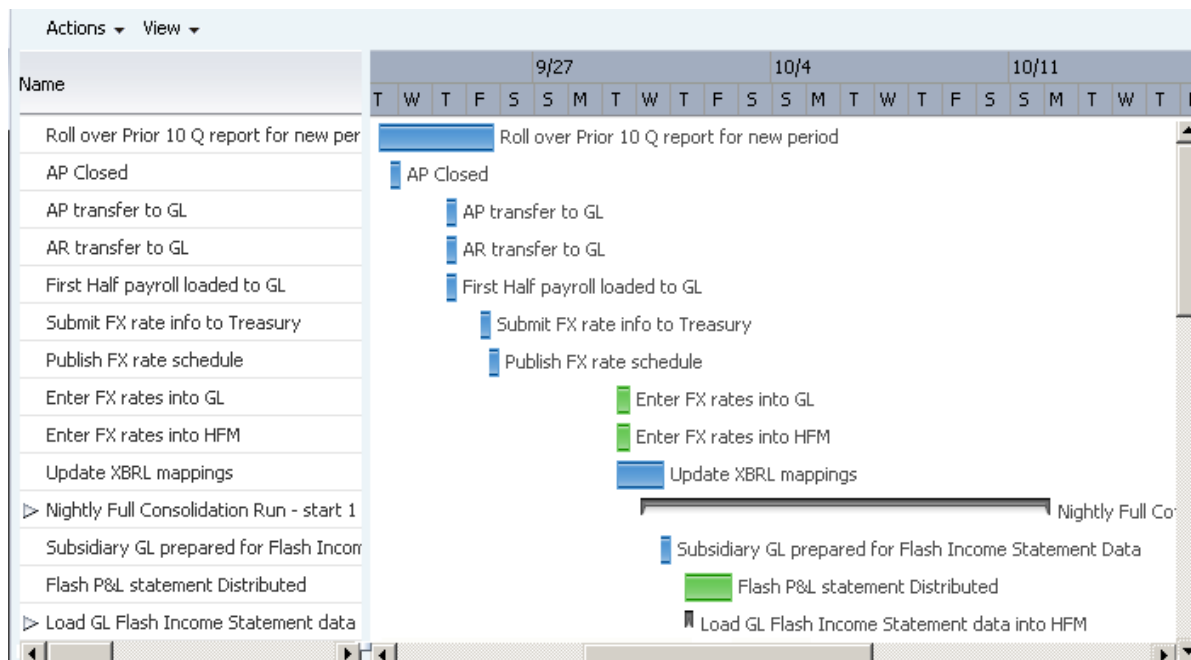 Actions View
Name
9/27 10/4 10/11
T W T F S S M T W T F S S M T W T F S S M T W T
Roll over Prior 10 Q report for new per
Roll over Prior 10 Q report for new period
AP Closed
AP Closed
AP transfer to GL
AP transfer to GL
AR transfer to GL
AR transfer to GL
First Half payroll loaded to GL
First Half payroll loaded to GL
Submit FX rate info to Treasury
Submit FX rate info to Treasury
Publish FX rate schedule
Publish FX rate schedule
Enter FX rates into GL
Enter FX rates into GL
Enter FX rates into HFM
Enter FX rates into HFM
Update XBRL mappings
Update XBRL mappings
Nightly Full Consolidation Run - start 1
Nightly Full Co
Subsidiary GL prepared for Flash Incom
Subsidiary GL prepared for Flash Income Statement Data
Flash P&L statement Distributed
Flash P&L statement Distributed
Load GL Flash Income Statement data
Load GL Flash Income Statement data into HFM